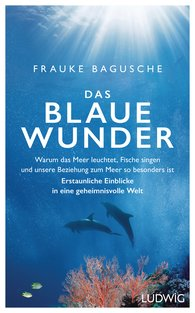 FRAUKE BAGUSCHE
DAS
BLAUE
WUNDER
Warum das Meer leuchtet, Fische singen
und unsere Beziehung zum Meer so besonders ist
Erstaunliche Einblicke
in eine geheimnisvolle Welt
LUDWIG